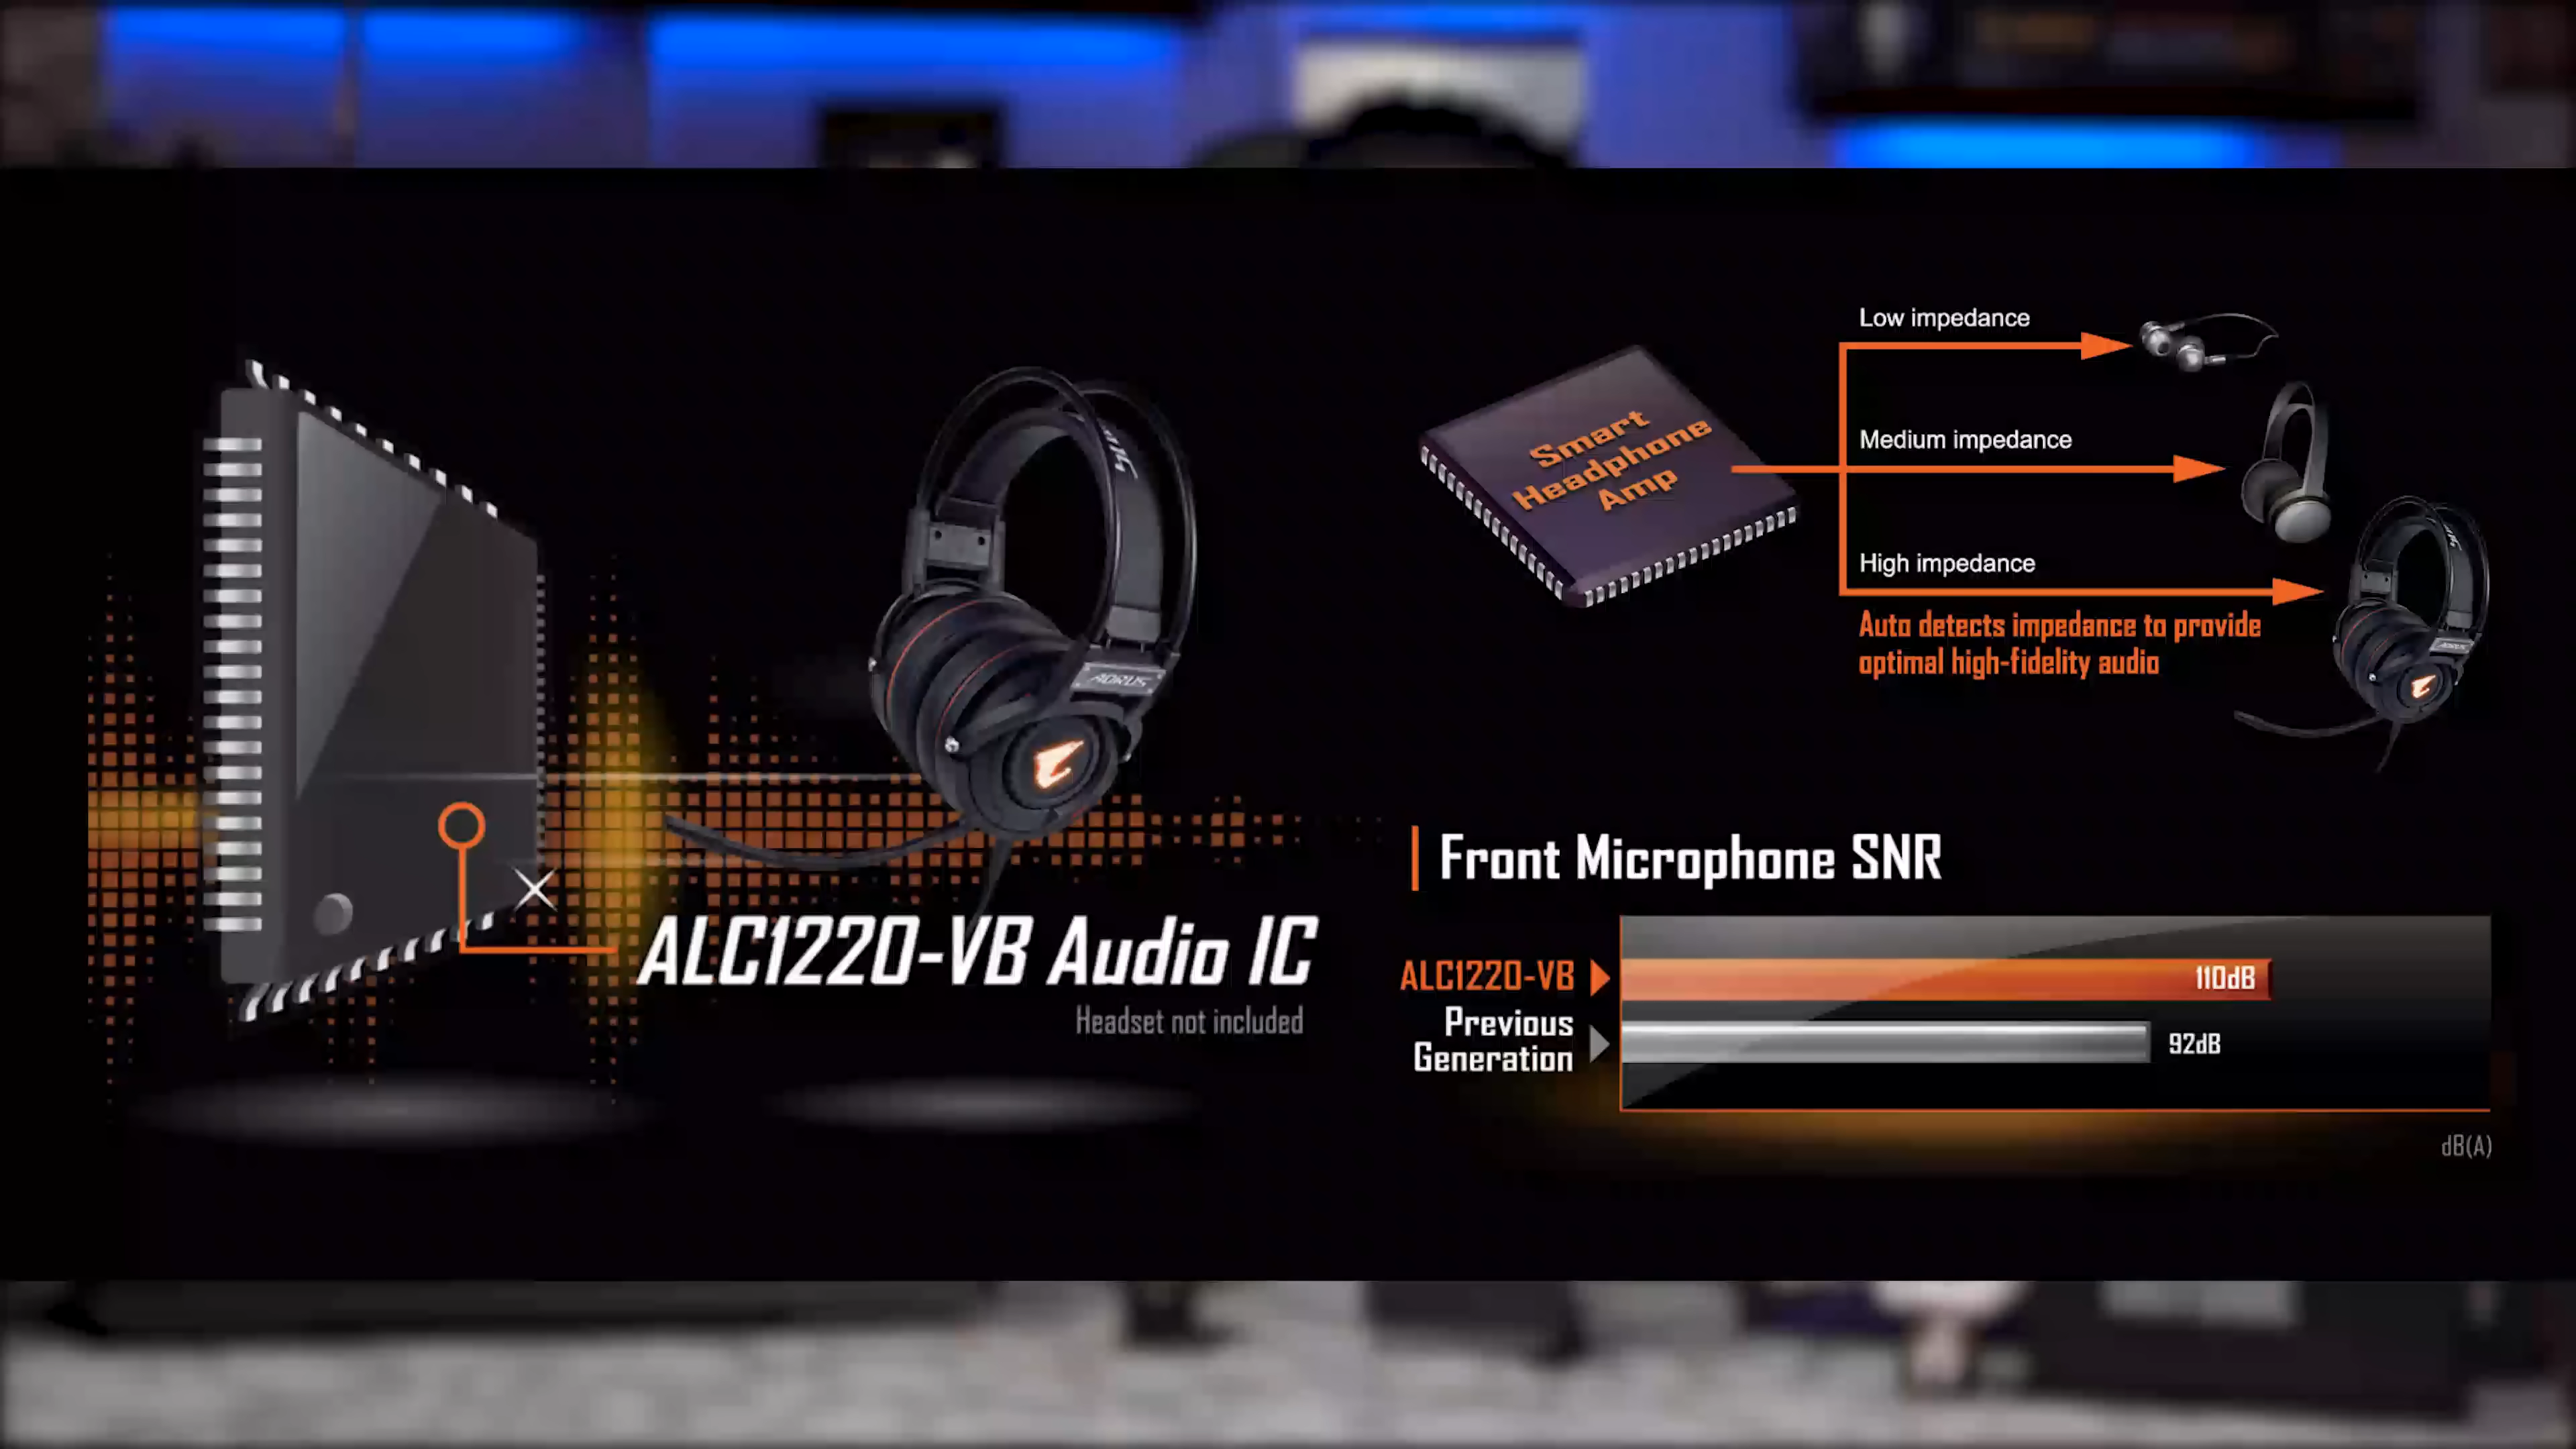 Low impedance
Medium impedance
High impedance
Auto detects impedance to provide
optimal high-fidelity audio
Smart
Headphone
Amp
AORUS
ALC1220-VB Audio IC
Headset not included
Front Microphone SNR
ALC1220-VB
110dB
Previous
Generation
92dB
dB(A)